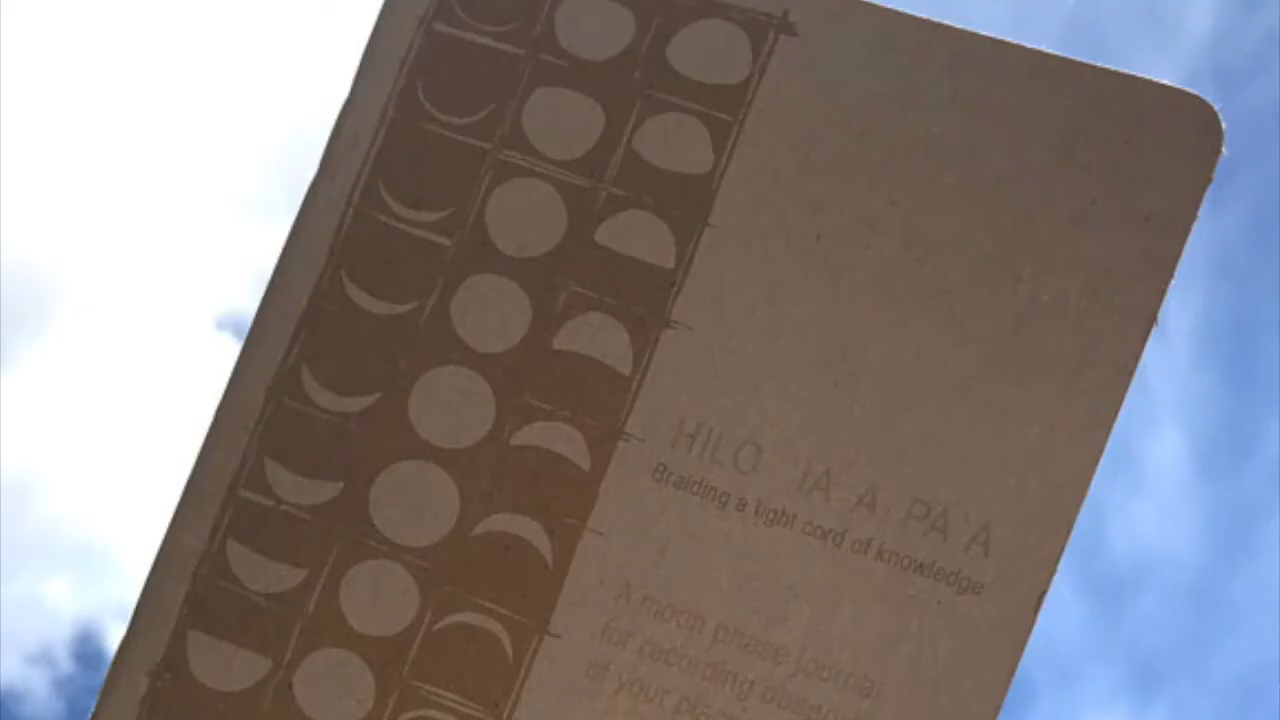 HILO ʻIA A PAʻA
Braiding a tight cord of knowledge
A moon phase journal
for recording
of your